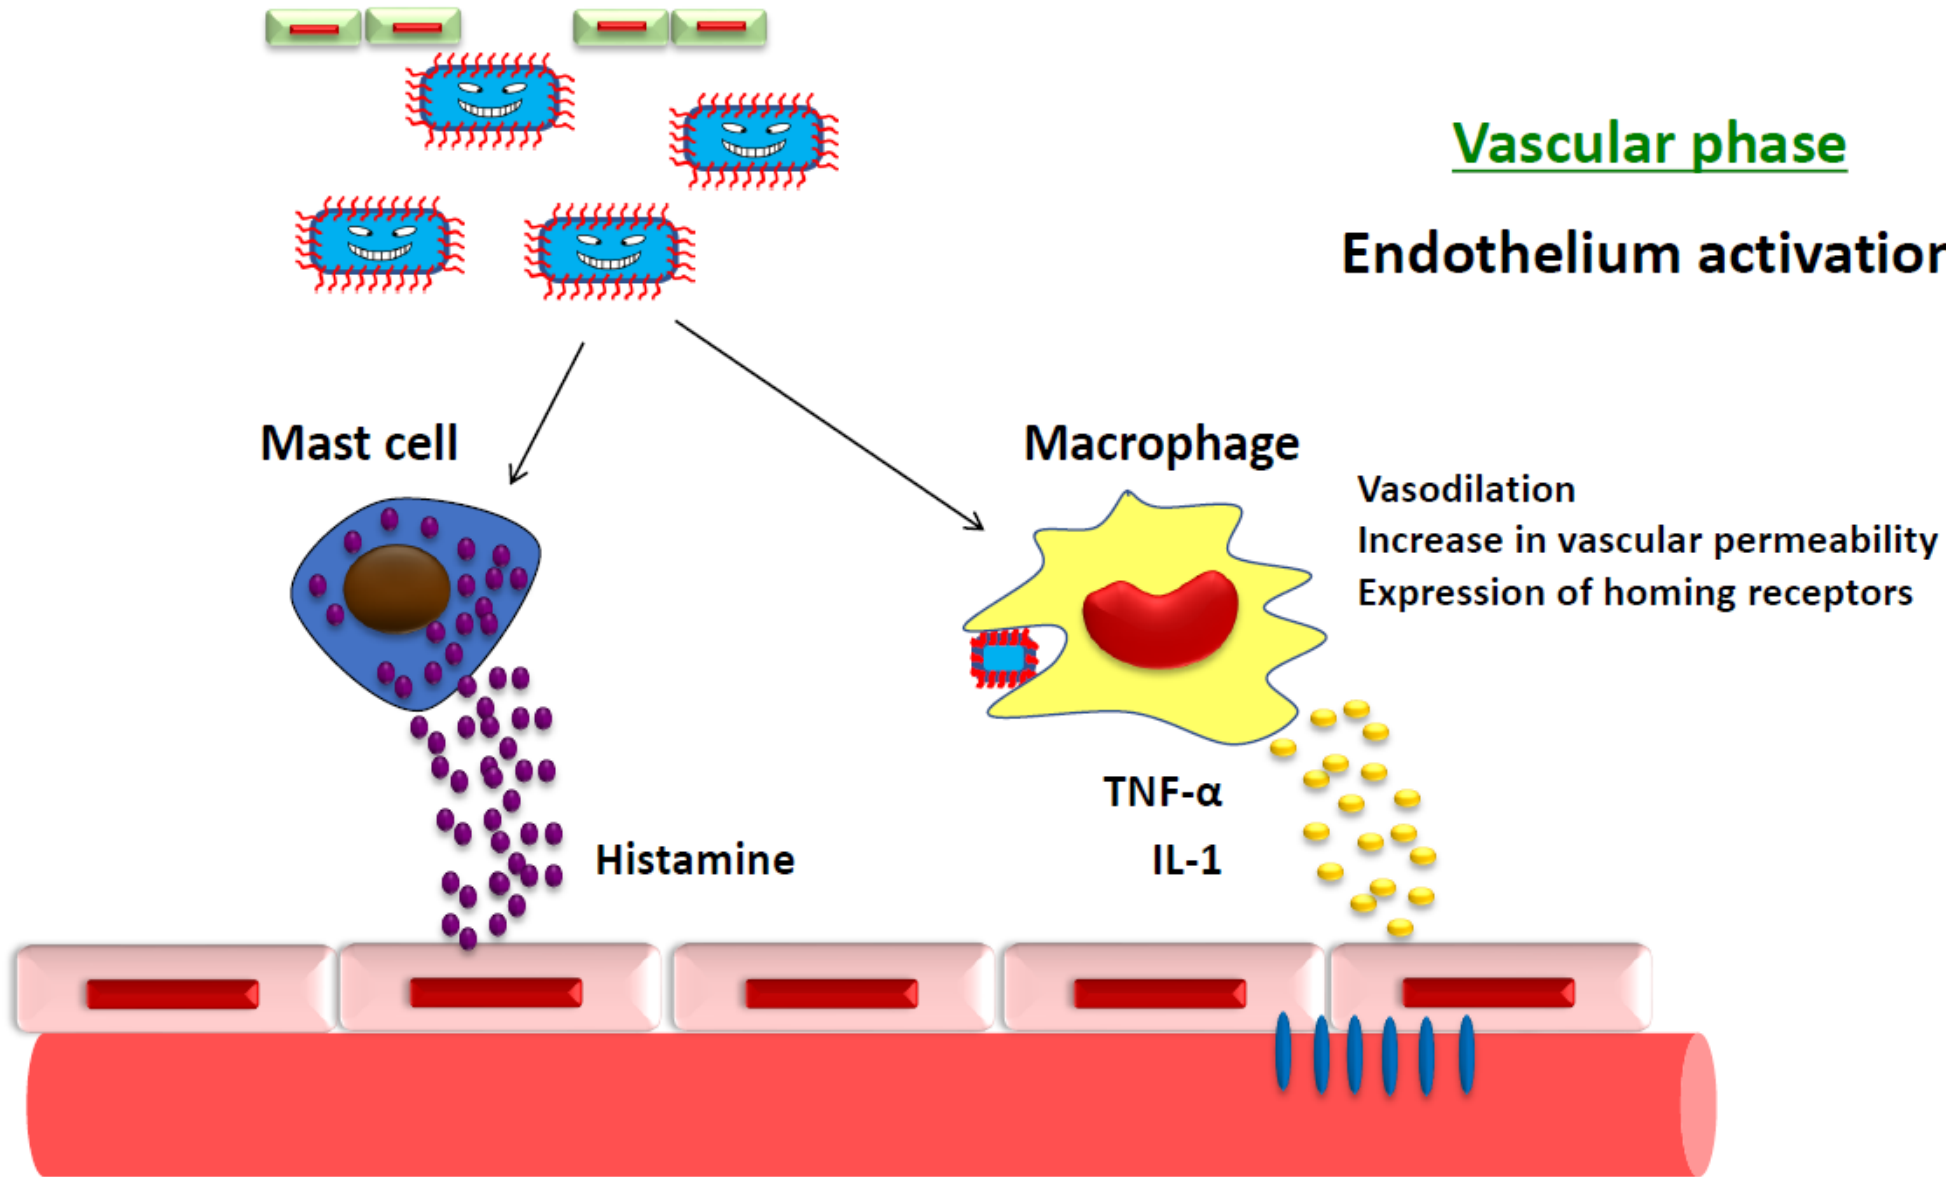 Vascular phase
Endothelium activation
Mast cell
Macrophage
Vasodilation
Increase in vascular permeability
Expression of homing receptors
TNF-α
IL-1
Histamine